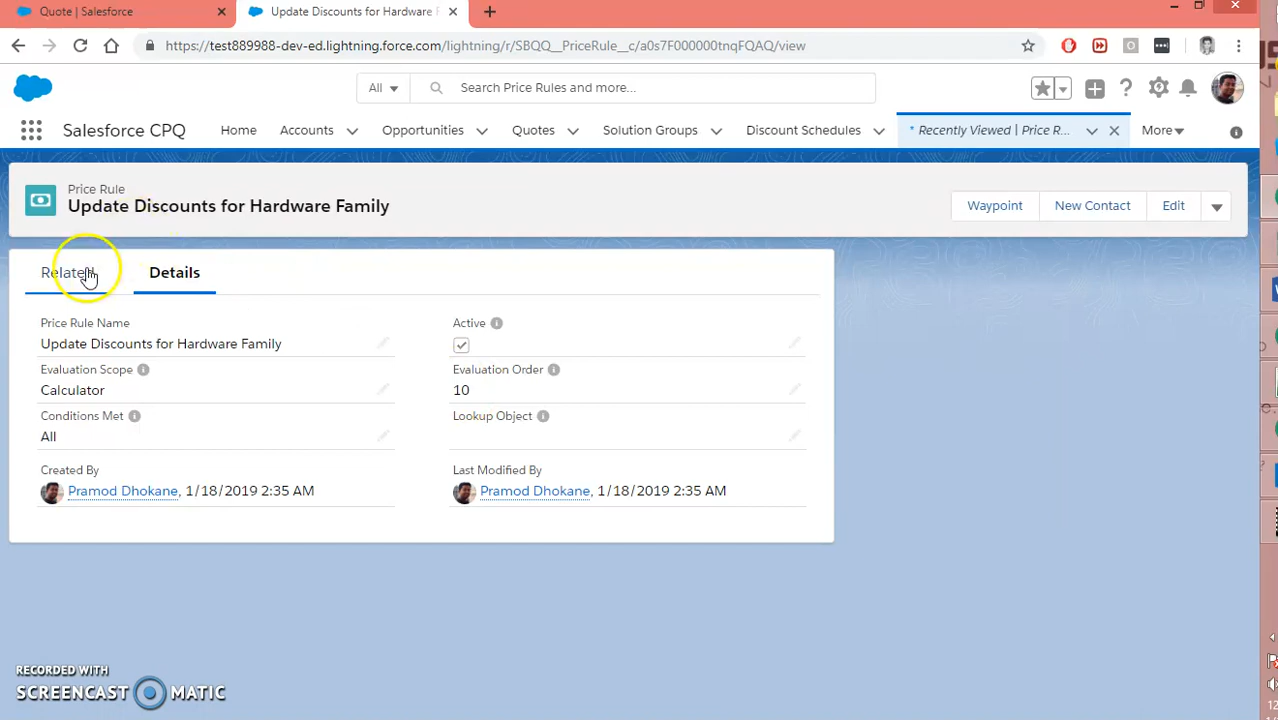 Quote | Salesforce
Update Discounts for Hardware F
https://test889988-dev-ed.lightning.force.com/lightning/r/SBQQ__PriceRule__c/a0s7F000000tnqFQAQ/view
All
Search Price Rules and more...
Salesforce CPQ
Home
Accounts
Opportunities
Quotes
Solution Groups
Discount Schedules
* Recently Viewed | Price R...
More
Price Rule
Update Discounts for Hardware Family
Waypoint
New Contact
Edit
Related
Details
Price Rule Name
Update Discounts for Hardware Family
Active
Evaluation Scope
Calculator
Evaluation Order
10
Conditions Met
All
Lookup Object
Created By
Pramod Dhokane, 1/18/2019 2:35 AM
Last Modified By
Pramod Dhokane, 1/18/2019 2:35 AM
RECORDED WITH
SCREENCAST MATIC